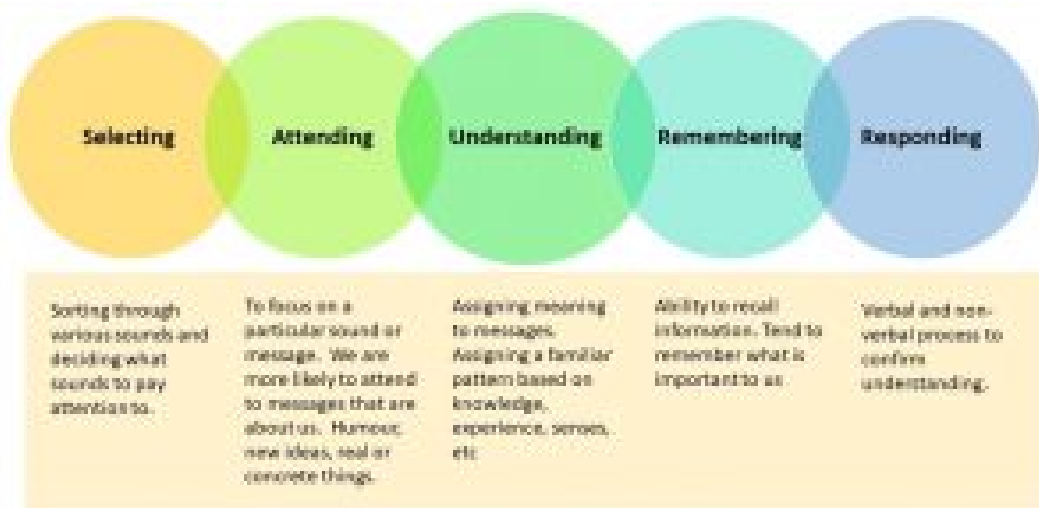 Selecting
Attending
Understanding
Remembering
Responding
Sorting through
various sounds and
deciding what
sounds to pay
attention to.
To focus on a
particular sound or
message. We are
more likely to attend
to messages that are
about us. Humour,
new ideas, real or
concrete things.
Assigning meaning
to messages.
Assigning a familiar
pattern based on
knowledge,
experience, senses,
etc
Ability to recall
information. Tend to
remember what is
important to us
Verbal and non-
verbal process to
confirm
understanding.